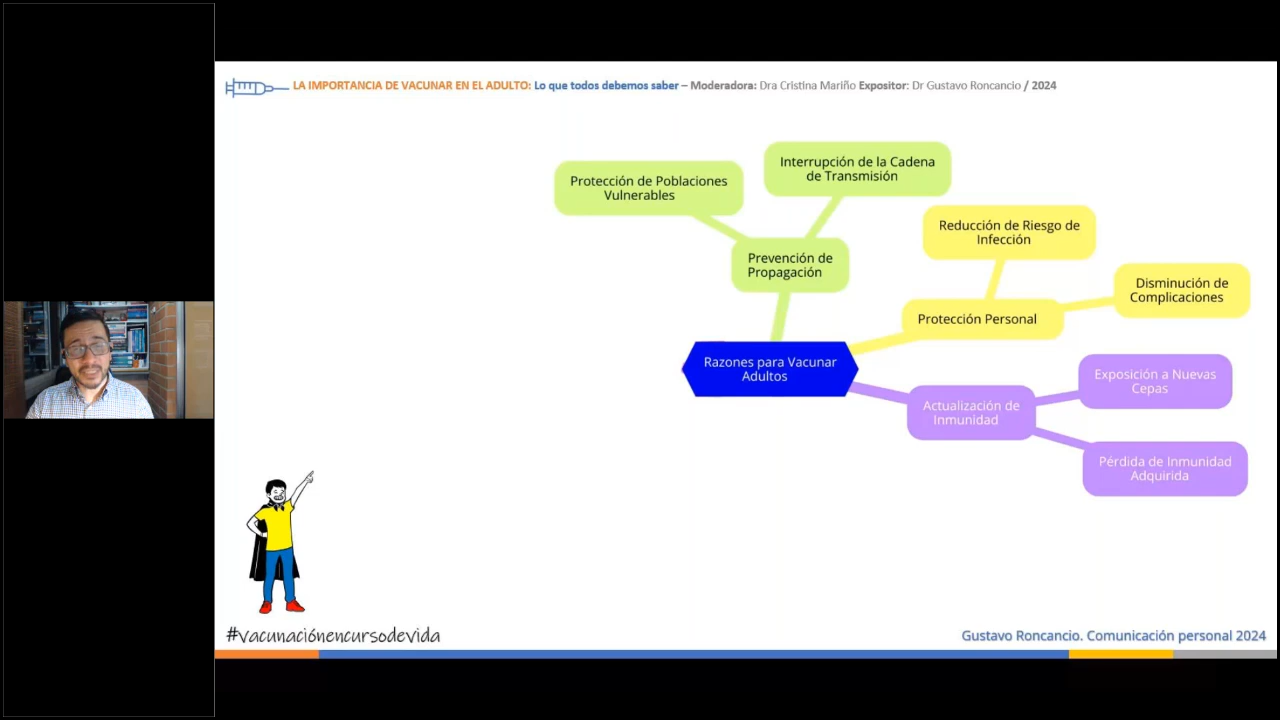 LA IMPORTANCIA DE VACUNAR EN EL ADULTO: Lo que todos debemos saber – Moderadora: Dra Cristina Mariño Expositor: Dr Gustavo Roncancio / 2024
Interrupción de la Cadena
de Transmisión
Protección de Poblaciones
Vulnerables
Reducción de Riesgo de
Infección
Prevención de
Propagación
Disminución de
Complicaciones
Protección Personal
Razones para Vacunar
Adultos
Exposición a Nuevas
Cepas
Actualización de
Inmunidad
Pérdida de Inmunidad
Adquirida
#vacunaciónencursodevida
Gustavo Roncancio. Comunicación personal 2024